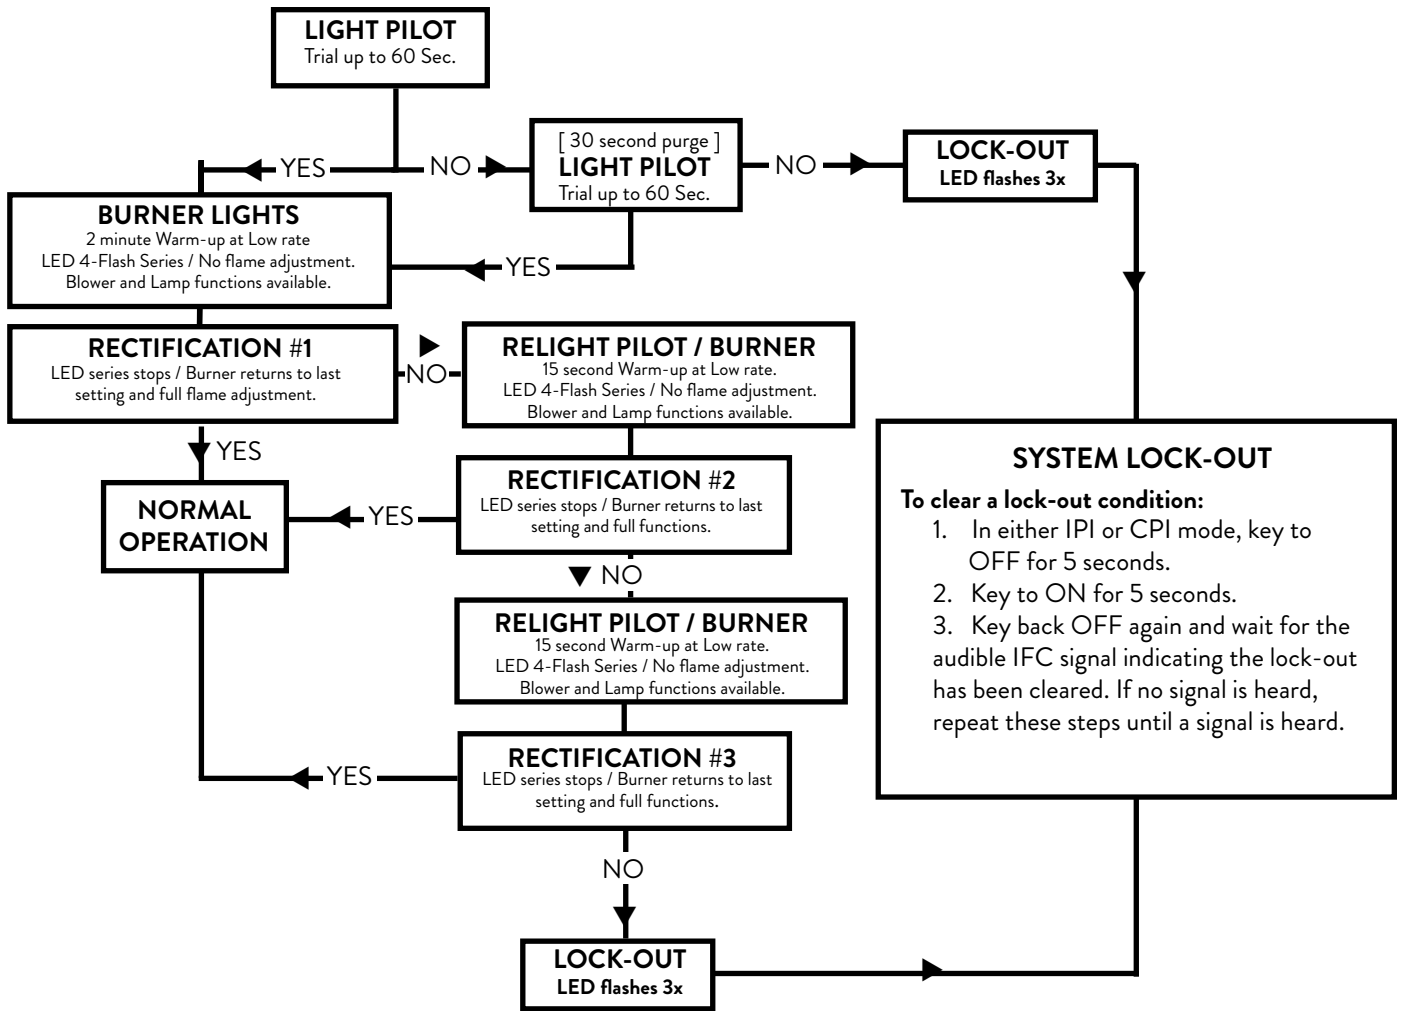 LIGHT PILOT
Trial up to 60 Sec.
[ 30 second purge ]
LIGHT PILOT
Trial up to 60 Sec.
YES
NO
NO
LOCK-OUT
LED flashes 3x
BURNER LIGHTS
2 minute Warm-up at Low rate
LED 4-Flash Series / No flame adjustment.
Blower and Lamp functions available.
YES
RECTIFICATION #1
LED series stops / Burner returns to last
setting and full flame adjustment.
NO
RELIGHT PILOT / BURNER
15 second Warm-up at Low rate.
LED 4-Flash Series / No flame adjustment.
Blower and Lamp functions available.
YES
NORMAL
OPERATION
YES
RECTIFICATION #2
LED series stops / Burner returns to last
setting and full functions.
NO
RELIGHT PILOT / BURNER
15 second Warm-up at Low rate.
LED 4-Flash Series / No flame adjustment.
Blower and Lamp functions available.
YES
RECTIFICATION #3
LED series stops / Burner returns to last
setting and full functions.
NO
LOCK-OUT
LED flashes 3x
SYSTEM LOCK-OUT
To clear a lock-out condition:
1. In either IPI or CPI mode, key to
OFF for 5 seconds.
2. Key to ON for 5 seconds.
3. Key back OFF again and wait for the
audible IFC signal indicating the lock-out
has been cleared. If no signal is heard,
repeat these steps until a signal is heard.